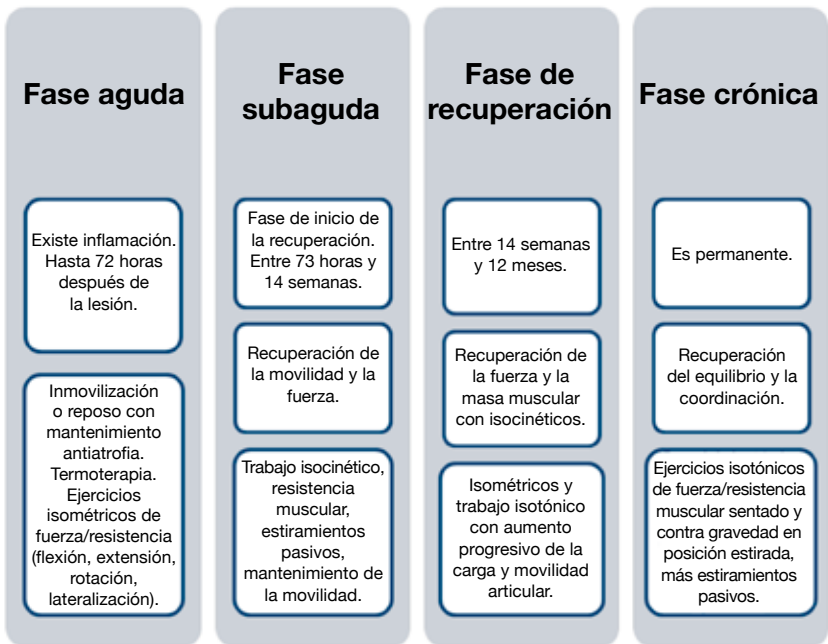 Fase aguda
Existe inflamación.
Hasta 72 horas
después de
la lesión.
Inmovilización
o reposo con
mantenimiento
antiatrofia.
Termoterapia.
Ejercicios
isométricos de
fuerza/resistencia
(flexión, extensión,
rotación,
lateralización).
Fase
subaguda
Fase de inicio de
la recuperación.
Entre 73 horas y
14 semanas.
Recuperación de
la movilidad y la
fuerza.
Trabajo isocinético,
resistencia
muscular,
estiramientos
pasivos,
mantenimiento de
la movilidad.
Fase de
recuperación
Entre 14 semanas
y 12 meses.
Recuperación de
la fuerza y la
masa muscular
con isocinéticos.
Isométricos y
trabajo isotónico
con aumento
progresivo de la
carga y movilidad
articular.
Fase crónica
Es permanente.
Recuperación
del equilibrio y la
coordinación.
Ejercicios isotónicos
de fuerza/resistencia
muscular sentado y
contra gravedad en
posición estirada,
más estiramientos
pasivos.